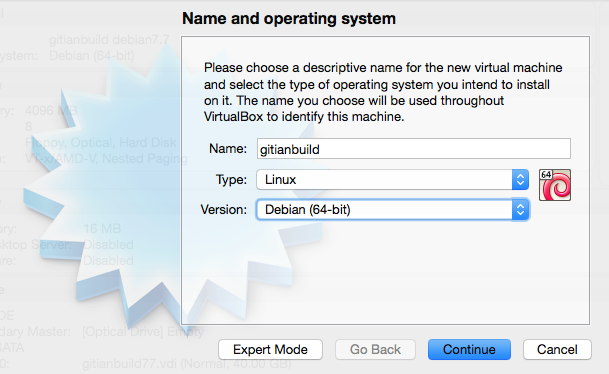 Name and operating system
gitianbuild debian7.7
Debian (64-bit)
Please choose a descriptive name for the new virtual machine
and select the type of operating system you intend to install
on it. The name you choose will be used throughout
VirtualBox to identify this machine.
4096 MB
8
Floppy, Optical, Hard Disk
VT-x/AMD-V, Nested Paging
Name: gitianbuild
Type: Linux
64
Version: Debian (64-bit)
16 MB
Disabled
Disabled
[Optical Drive] Empty
gitianbuild77.vdi (Normal, 40.00 GB)
Expert Mode Go Back Continue Cancel